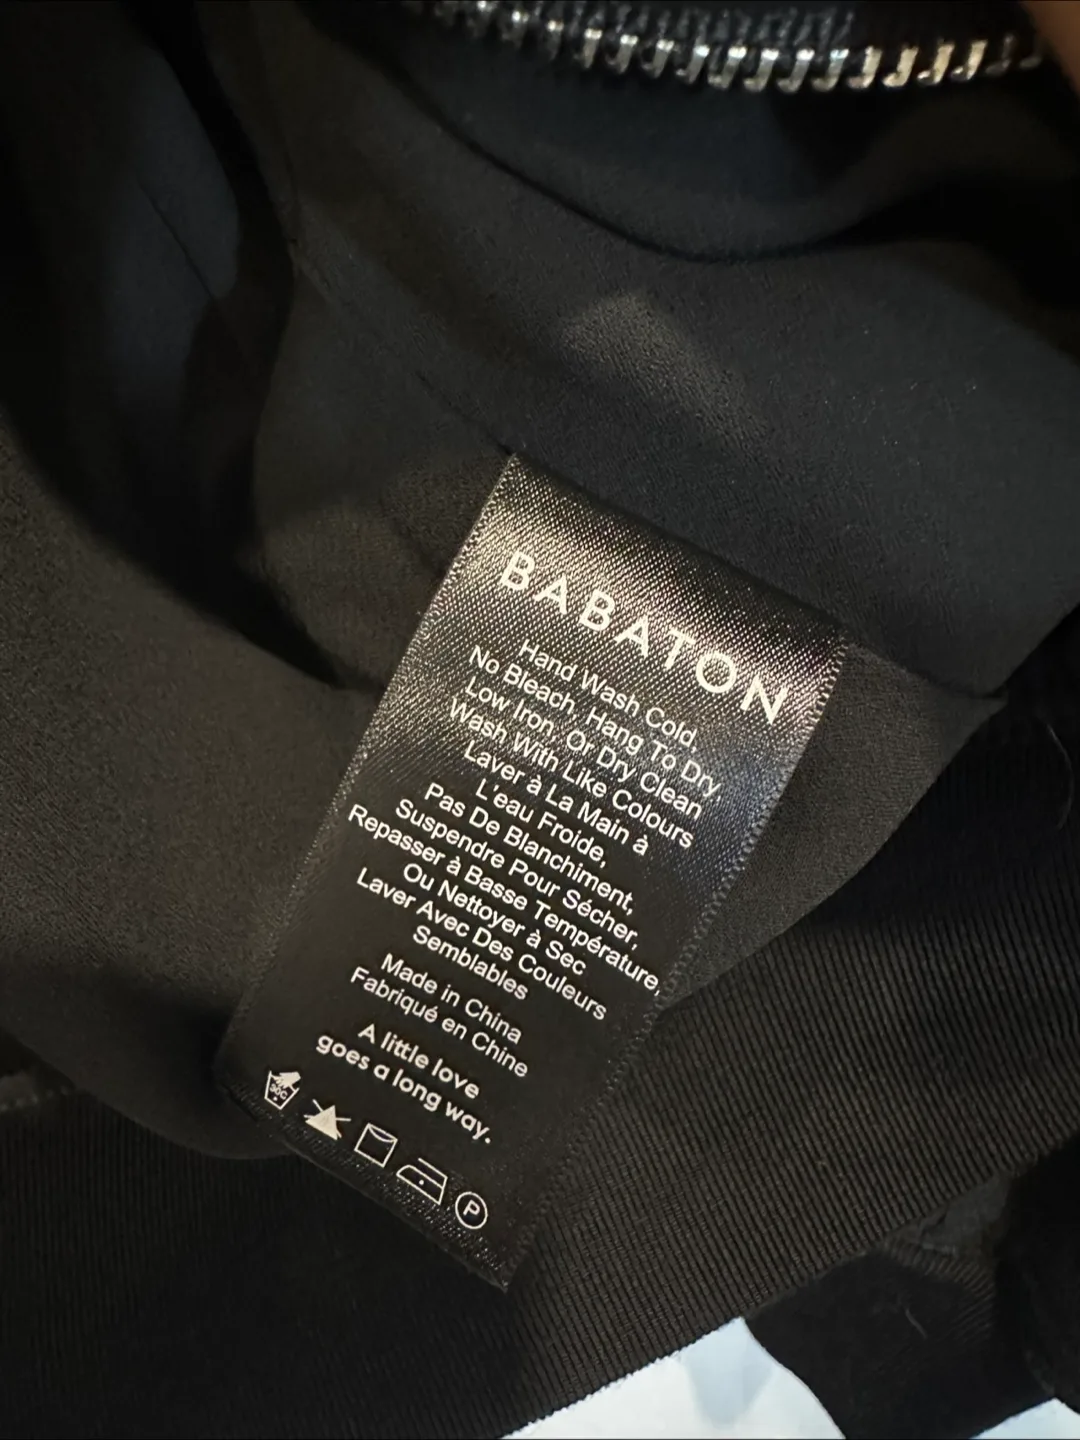 BABATON
Hand Wash Cold,
No Bleach, Hang To Dry,
Low Iron, Or Dry Clean
Wash With Like Colours
Laver à La Main à
L'eau Froide,
Pas De Blanchiment,
Suspendre Pour Sécher,
Repasser à Basse Température,
Ou Nettoyer à Sec
Laver Avec Des Couleurs
Semblables
Made in China
Fabriqué en Chine
A little love
goes a long way.
30C
P